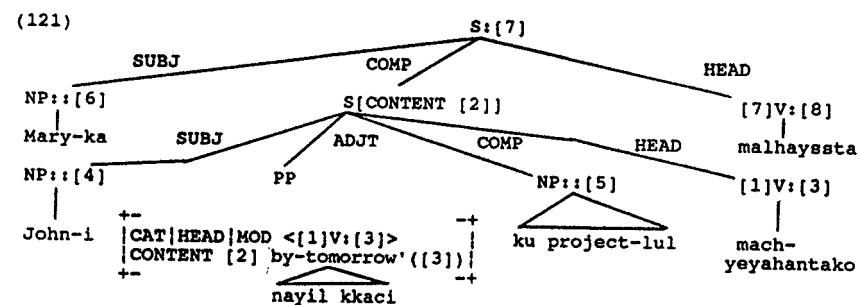 (121)
S:[7]
SUBJ COMP HEAD
NP::[6] S[CONTENT [2]] [7]V:[8]
Mary-ka SUBJ ADJT COMP HEAD malhayssta
NP::[4] PP NP::[5] [1]V:[3]
John-i |CAT|HEAD|MOD <[1]V:[3]> ku project-lul mach-
|CONTENT [2] by-tomorrow'([3])| yeyahantako
nayil kkaci